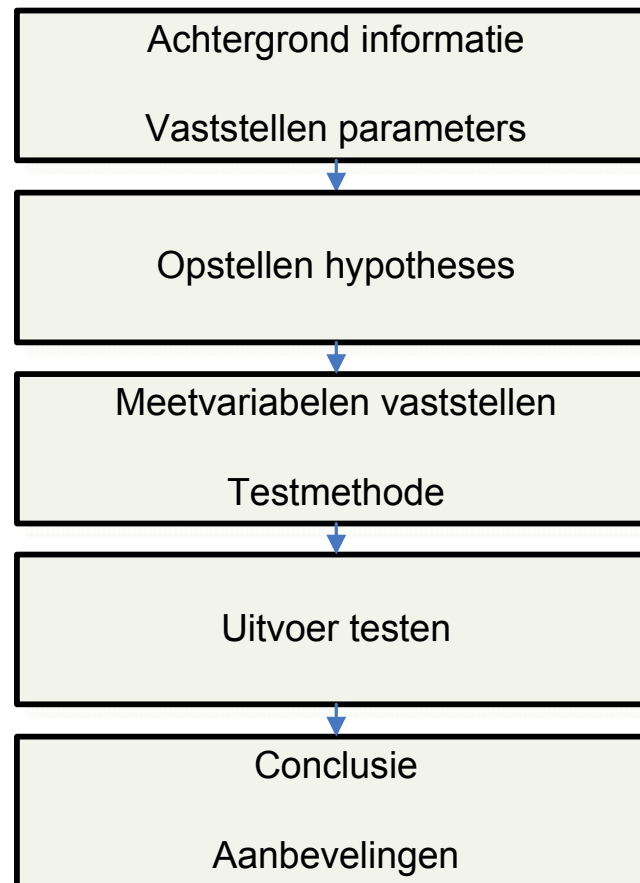 Achtergrond informatie
Vaststellen parameters
Opstellen hypotheses
Meetvariabelen vaststellen
Testmethode
Uitvoer testen
Conclusie
Aanbevelingen